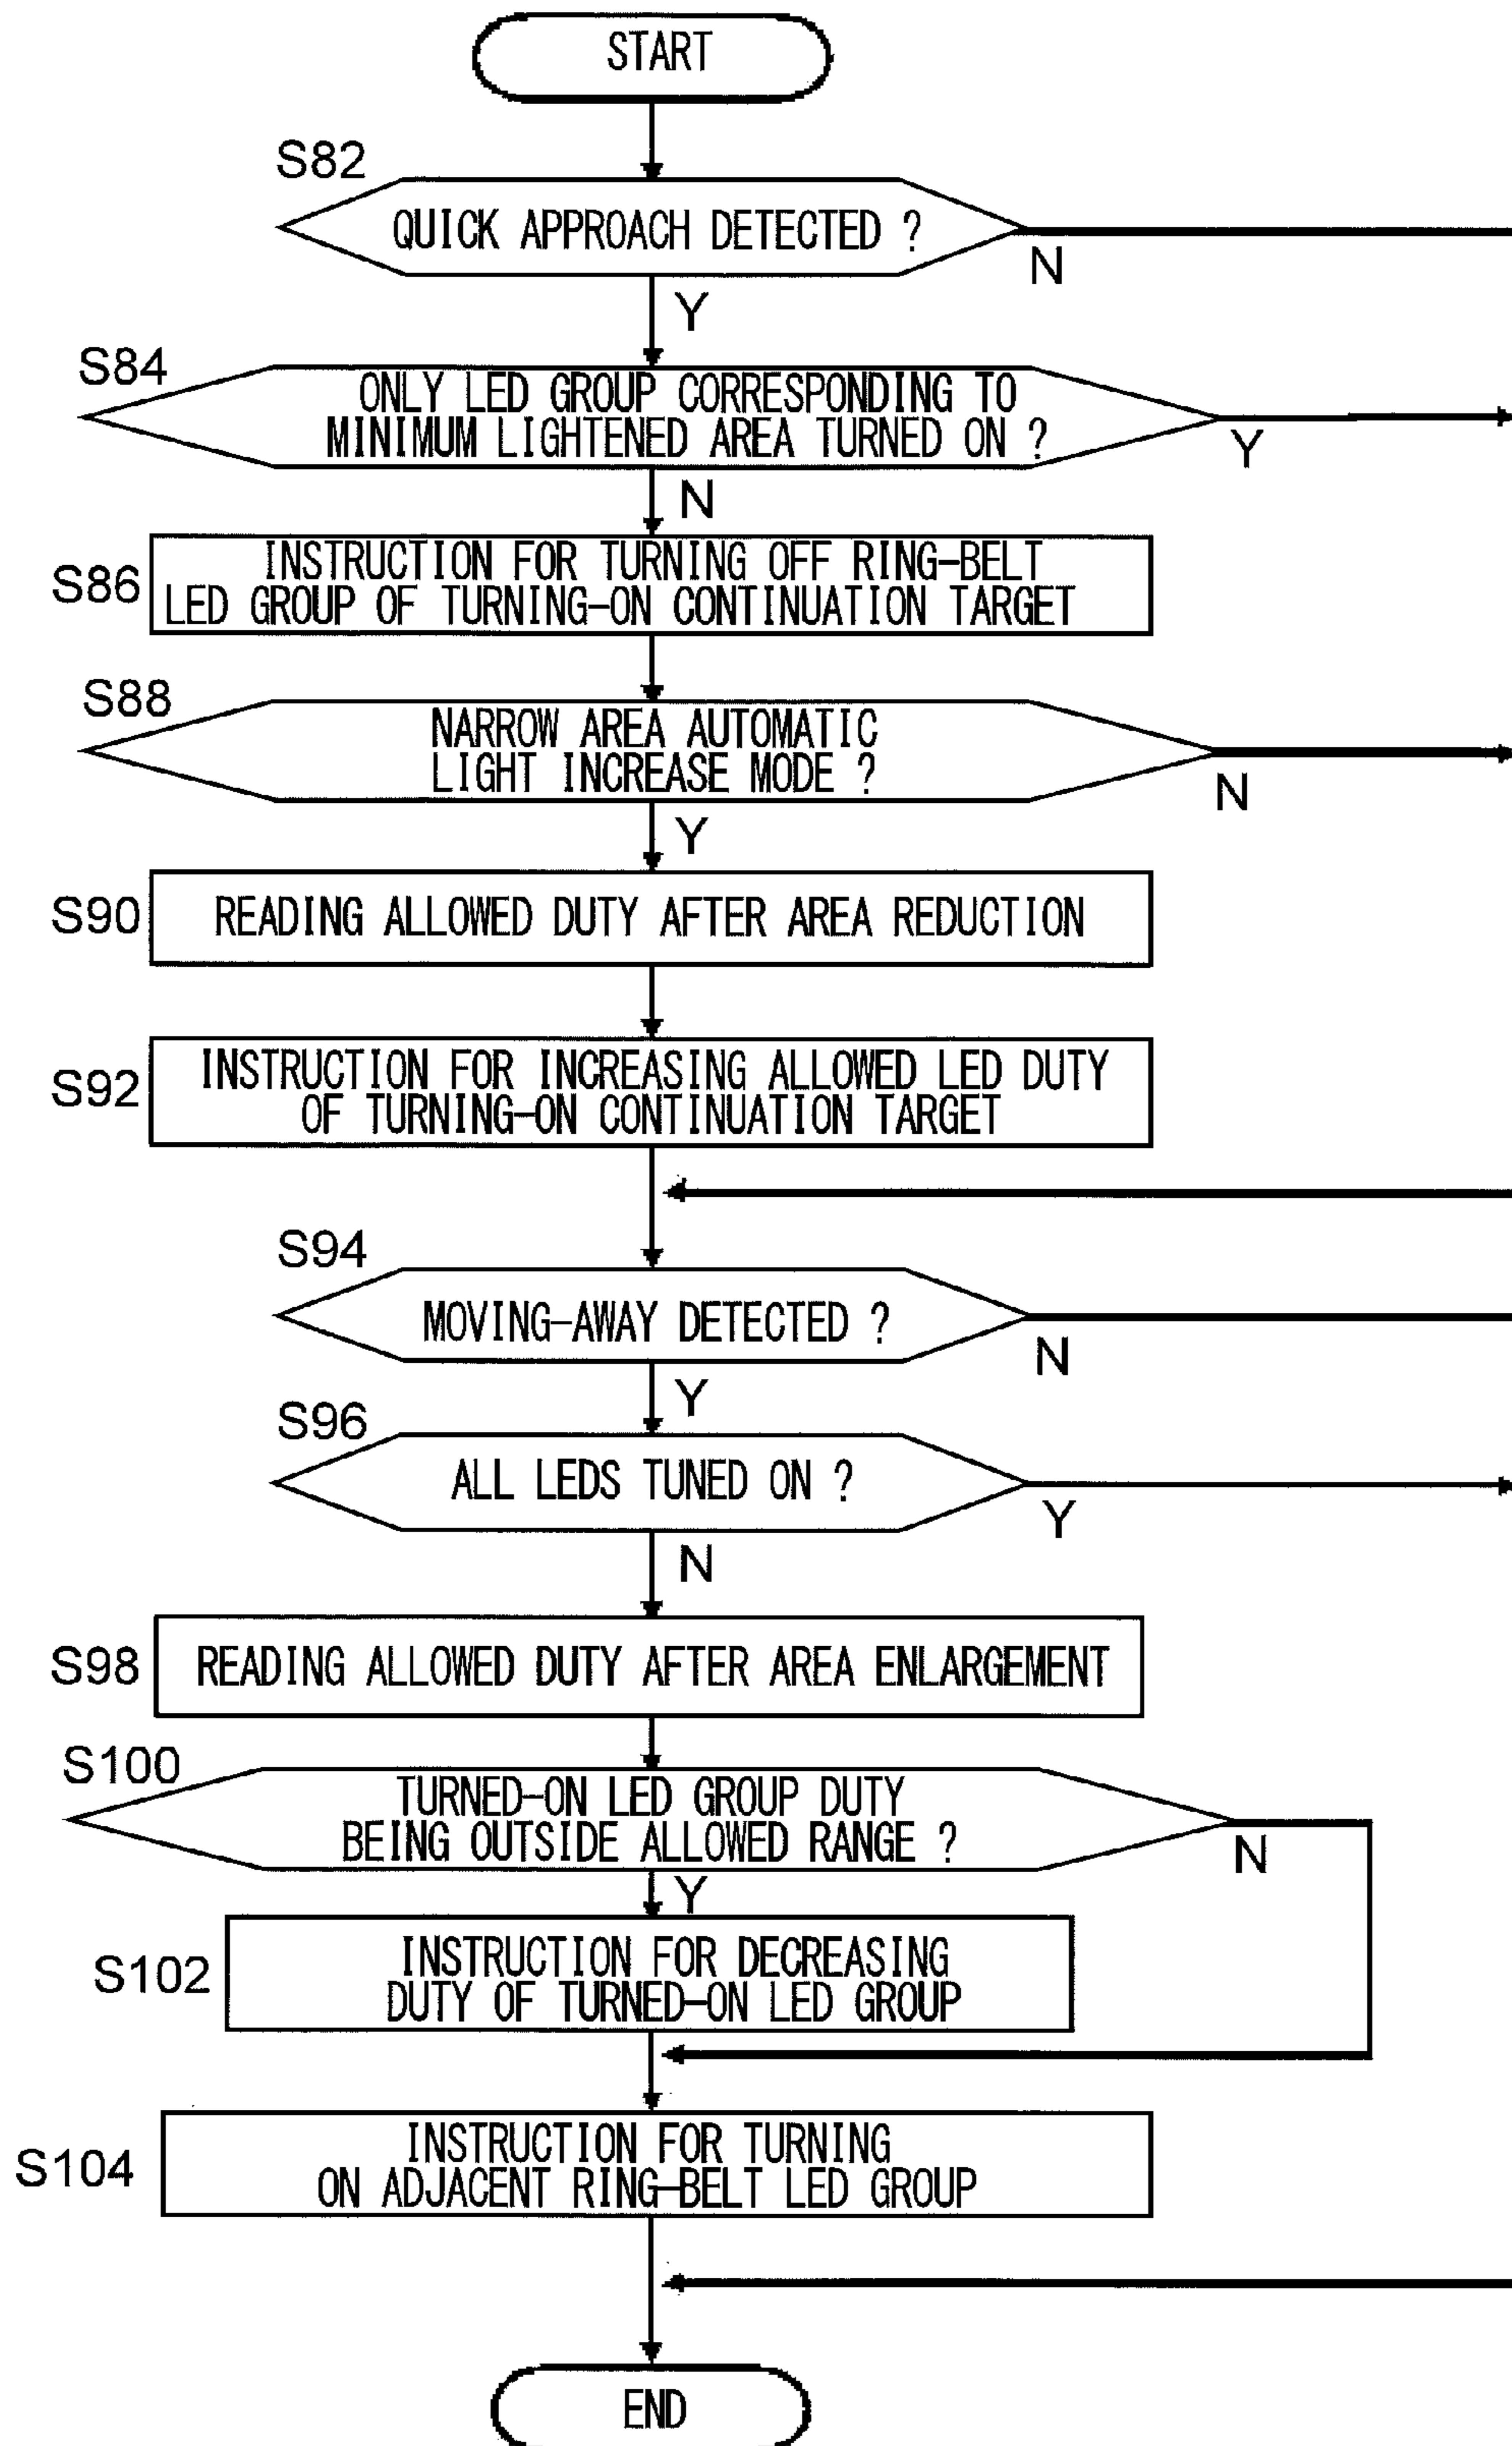 START
S82
QUICK APPROACH DETECTED ?
N
Y
S84
ONLY LED GROUP CORRESPONDING TO
MINIMUM LIGHTENED AREA TURNED ON ?
Y
N
S86
INSTRUCTION FOR TURNING OFF RING-BELT
LED GROUP OF TURNING-ON CONTINUATION TARGET
S88
NARROW AREA AUTOMATIC
LIGHT INCREASE MODE ?
N
Y
S90
READING ALLOWED DUTY AFTER AREA REDUCTION
S92
INSTRUCTION FOR INCREASING ALLOWED LED DUTY
OF TURNING-ON CONTINUATION TARGET
S94
MOVING-AWAY DETECTED ?
N
Y
S96
ALL LEDS TUNED ON ?
Y
N
S98
READING ALLOWED DUTY AFTER AREA ENLARGEMENT
S100
TURNED-ON LED GROUP DUTY
BEING OUTSIDE ALLOWED RANGE ?
N
Y
S102
INSTRUCTION FOR DECREASING
DUTY OF TURNED-ON LED GROUP
S104
INSTRUCTION FOR TURNING
ON ADJACENT RING-BELT LED GROUP
END